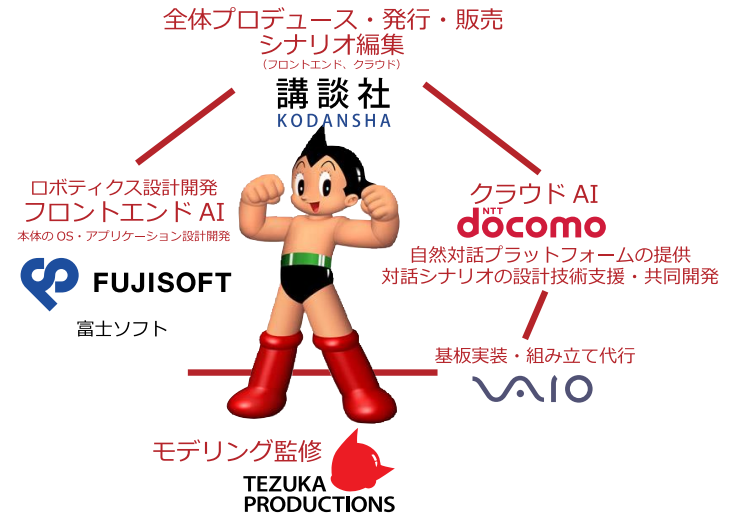 全体プロデュース・発行・販売
シナリオ編集
（フロントエンド、クラウド）
講談社
KODANSHA
ロボティクス設計開発
フロントエンド AI
本体の OS・アプリケーション設計開発
FUJISOFT
富士ソフト
クラウド AI
NTT
döcomo
自然対話プラットフォームの提供
対話シナリオの設計技術支援・共同開発
基板実装・組み立て代行
VAIO
モデリング監修
TEZUKA
PRODUCTIONS